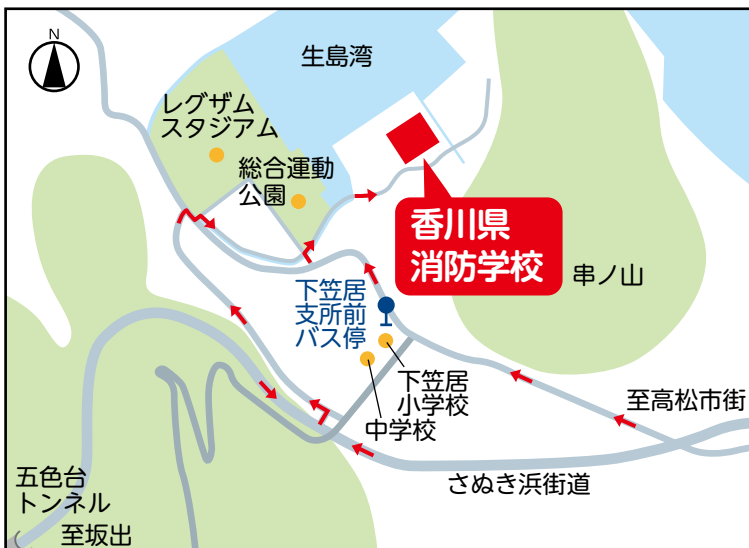 N
生島湾
レグザム
スタジアム
総合運動
公園
香川県
消防学校
串ノ山
下笠居
支所前
バス停
下笠居
小学校
中学校
至高松市街
さぬき浜街道
五色台
トンネル
至坂出